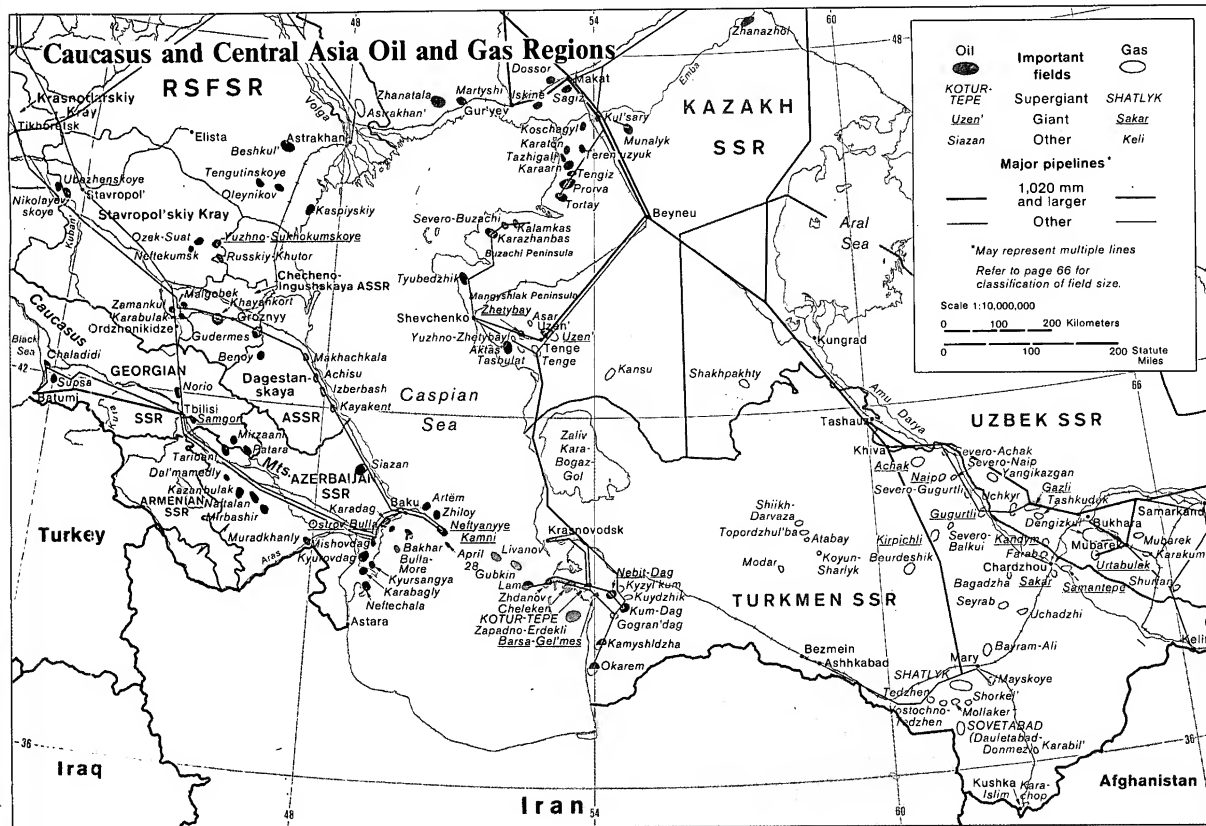 42
48
54
60
Caucasus and Central Asia Oil and Gas Regions
RSFSR
Krasnodarskiy
Kray
Tikhoretsk
Elista
Volga
Astrakhan'
Astrakhan
Beshkul'
Zhanatala
Martyshi
Gur'yev
Iskine
Dossor
Makat
Sagiz
Emba
Zhanazhol
48
KAZAKH
SSR
Kul'sary
Koschagyl
Munalyk
Karaton
Teren'uzyuk
Tazhigali
Karaarn
Tengiz
Prorva
Tortay
Beyneu
Aral
Sea
Ubezhenskoye
Stavropol'
Nikolayev-
skoye
Kuban'
Stavropol'skiy Kray
Tengutinskoye
Oleynikov
Kaspiyskiy
Ozek-Suat
Yuzhno-Sukhokumskoye
Neftekumsk
Russkiy-Khutor
Checheno-
Ingushskaya ASSR
Zamankul
Malgobek
Khayankort
Karabulak
Groznyy
Ordzhonikidze
Gudermes
Benoy
Makhachkala
Achisu
Izberbash
Kayakent
Dagestan-
skaya
ASSR
Severo-Buzachi
Kalamkas
Karazhanbas
Buzachi Peninsula
Tyubedzhik
Mangyshlak Peninsula
Zhetybay
Shevchenko
Asar
Uzen'
Uzen'
Yuzhno-Zhetybay
Aktas
Tasbulat
Tenge
Tenge
Kansu
Shakhpakhty
Kungrad
Caucasus
Mts.
Black
Sea
42
Chaladidi
Supsa
Batumi
GEORGIAN
SSR
Kura
Norio
Tbilisi
Samgori
Mirzaani
Patara
Taribani
Dal'mamedly
Kazanbulak
Naftalan
Mirbashir
ARMENIAN
SSR
AZERBAIJAN
SSR
Siazan
Caspian
Sea
Baku
Artëm
Zhiloy
Karadag
Ostrov-Bulla
Neftyanyye
Kamni
Muradkhanly
Aras
Mishovdag
Kyurovdag
Bakhar
Bulla-
More
Kyursangya
Karabagly
Neftechala
Astara
April
28
Livanov
Gubkin
Lam
Zhdanov
Cheleken
KOTUR-TEPE
Zapadno-Erdekli
Barsa-Gel'mes
Zaliv
Kara-
Bogaz-
Gol
Krasnovodsk
Nebit-Dag
Kyzyl'kum
Kuydzhik
Kum-Dag
Gogran'dag
Kamyshldzha
Okarem
Turkey
Iraq
Iran
Afghanistan
TURKMEN SSR
UZBEK SSR
66
Amu Darya
Tashauz
Khiva
Achak
Naip
Severo-Achak
Severo-Naip
Yangikazgan
Severo-Gugurtli
Uchkyr
Gazli
Tashkuduk
Gugurtli
Dengizkul'
Bukhara
Samarkand
Shiikh-
Darvaza
Topordzhul'ba
Atabay
Koyun-
Sharlyk
Modar
Kirpichli
Beurdeshik
Severo-
Balkui
Kandym
Farab
Mubarek
Mubarek
Karakum
Urtabulak
Chardzhou
Bagadzha
Sakar
Samantepe
Shurtan
Seyrab
Uchadzhi
Bayram-Ali
Kelif
Bezmein
Ashkhabad
Mary
SHATLYK
Mayskoye
Tedzhen
Shorkel'
Mollaker
Vostochno-
Tedzhen
SOVETABAD
(Dauletabad-
Donmez)
Karabil'
Kushka
Islim
Kara-
chop
36
36
48
54
60
Oil
Important
fields
Gas
KOTUR-
TEPE
Supergiant
SHATLYK
Uzen'
Giant
Sakar
Siazan
Other
Keli
Major pipelines*
1,020 mm
and larger
Other
*May represent multiple lines
Refer to page 66 for
classification of field size.
Scale 1:10,000,000
0 100 200 Kilometers
0 100 200 Statute
Miles